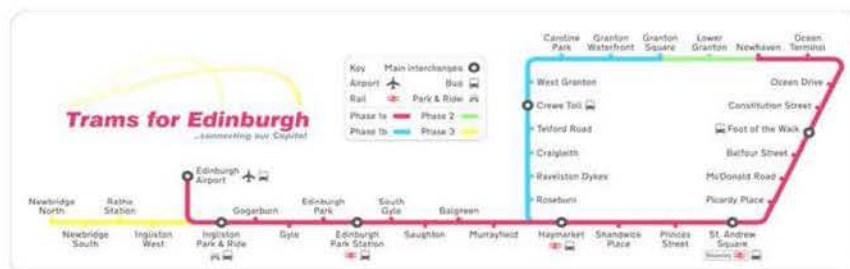 Trams for Edinburgh
...connecting our Capital
Key
Main interchanges
Airport
Bus
Rail
Park & Ride
Phase 1a
Phase 2
Phase 1b
Phase 3
Caroline
Park
Granton
Waterfront
Granton
Square
Lower
Granton
Newhaven
Ocean
Terminal
West Granton
Crewe Toll
Telford Road
Craigleith
Ravelston Dykes
Roseburn
Ocean Drive
Constitution Street
Foot of the Walk
Balfour Street
McDonald Road
Picardy Place
Edinburgh
Airport
Newbridge
North
Ratho
Station
Gogarburn
Edinburgh
Park
South
Gyle
Balgreen
Newbridge
South
Ingliston
West
Ingliston
Park & Ride
Gyle
Edinburgh
Park Station
Saughton
Murrayfield
Haymarket
Shandwick
Place
Princes
Street
St. Andrew
Square